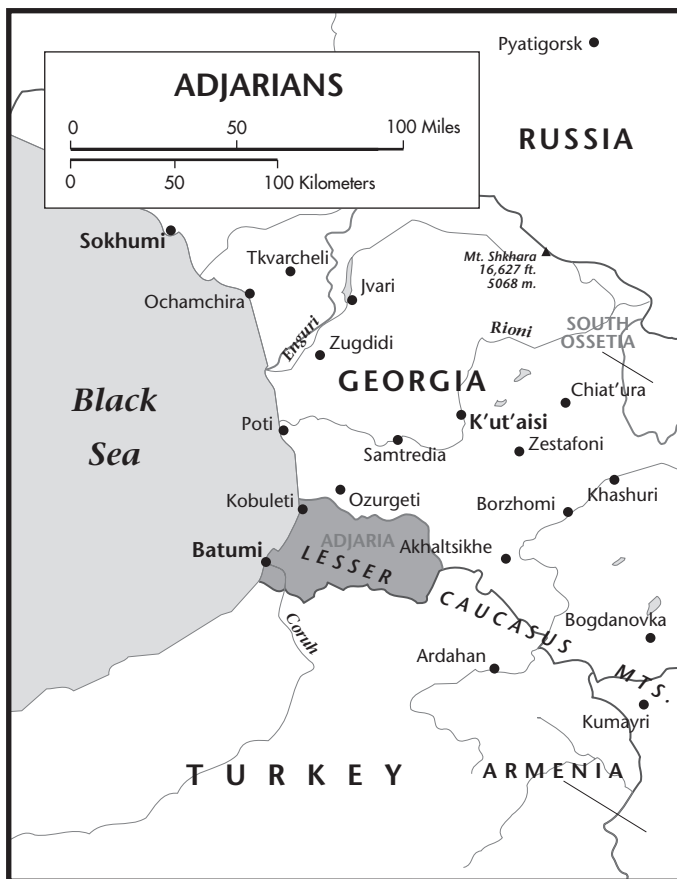 Pyatigorsk
ADJARIANS
0 50 100 Miles
0 50 100 Kilometers
RUSSIA
Sokhumi
Mt. Shkhara
16,627 ft.
5068 m.
Tkvarcheli
Jvari
Ochamchira
Enguri
Rioni
SOUTH
OSSETIA
Zugdidi
GEORGIA
Chiat'ura
Black
Sea
K'ut'aisi
Poti
Samtredia
Zestafoni
Khashuri
Ozurgeti
Kobuleti
Borzhomi
ADJARIA
Akhaltsikhe
Batumi
LESSER
CAUCASUS
MTS.
Coruh
Bogdanovka
Ardahan
Kumayri
TURKEY
ARMENIA